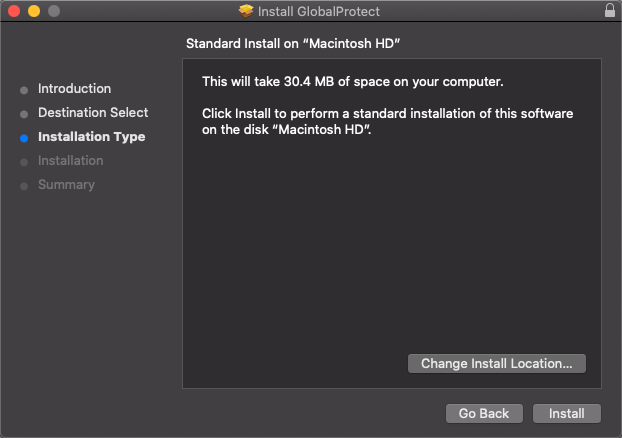 Install GlobalProtect
Standard Install on “Macintosh HD”
Introduction
Destination Select
Installation Type
Installation
Summary
This will take 30.4 MB of space on your computer.
Click Install to perform a standard installation of this software
on the disk “Macintosh HD”.
Change Install Location...
Go Back
Install